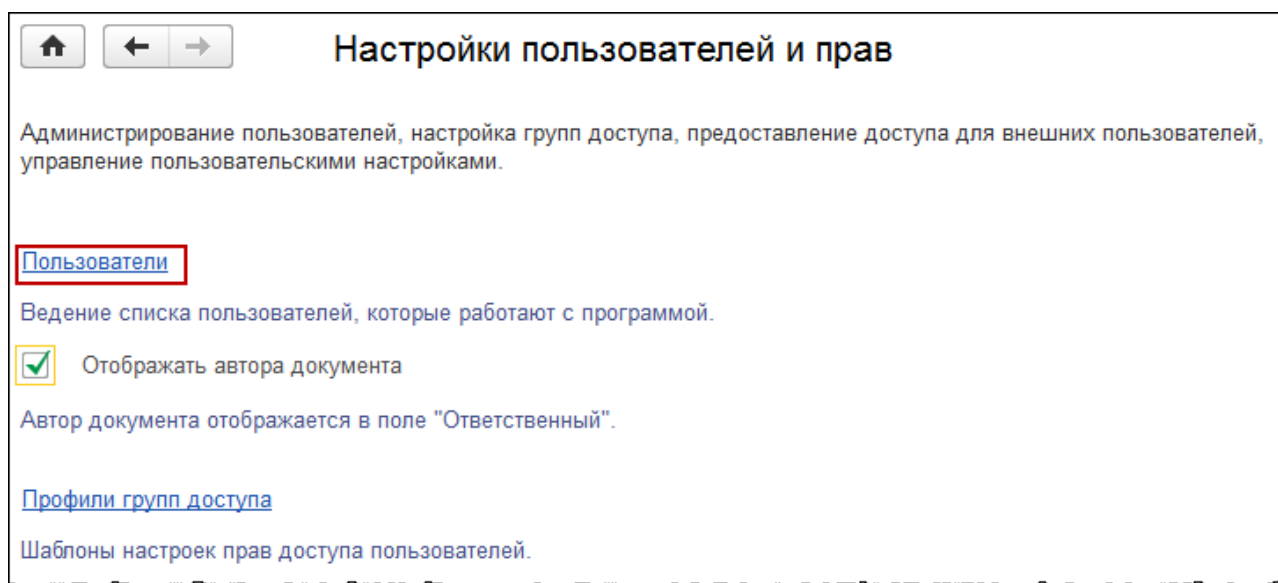 Настройки пользователей и прав
Администрирование пользователей, настройка групп доступа, предоставление доступа для внешних пользователей,
управление пользовательскими настройками.
Пользователи
Ведение списка пользователей, которые работают с программой.
Отображать автора документа
Автор документа отображается в поле "Ответственный".
Профили групп доступа
Шаблоны настроек прав доступа пользователей.